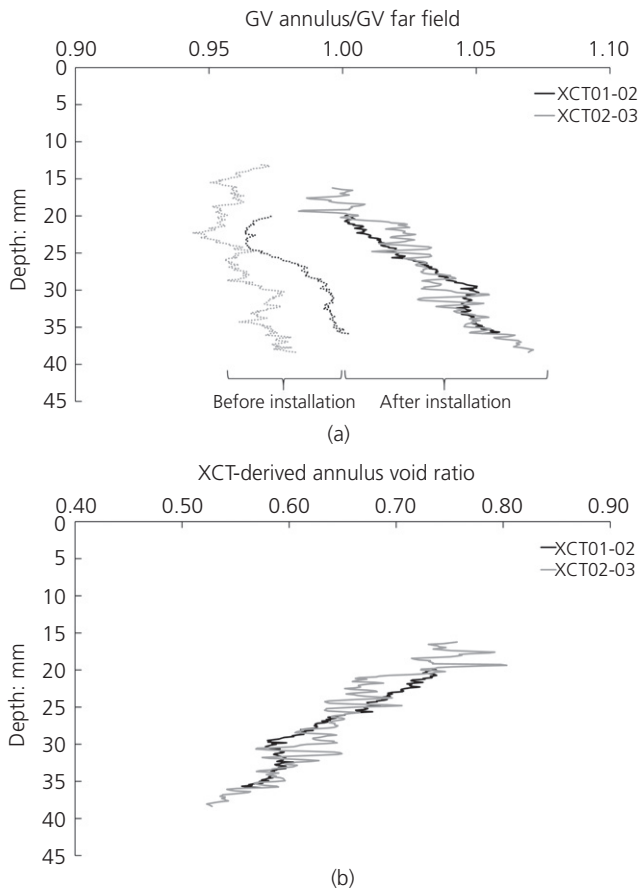 GV annulus/GV far field
0.90 0.95 1.00 1.05 1.10
0
XCT01-02
5
XCT02-03
10
15
20
Depth: mm
25
30
35
40
45
Before installation After installation
(a)
XCT-derived annulus void ratio
0.40 0.50 0.60 0.70 0.80 0.90
0
XCT01-02
5
XCT02-03
10
15
20
Depth: mm
25
30
35
40
45
(b)